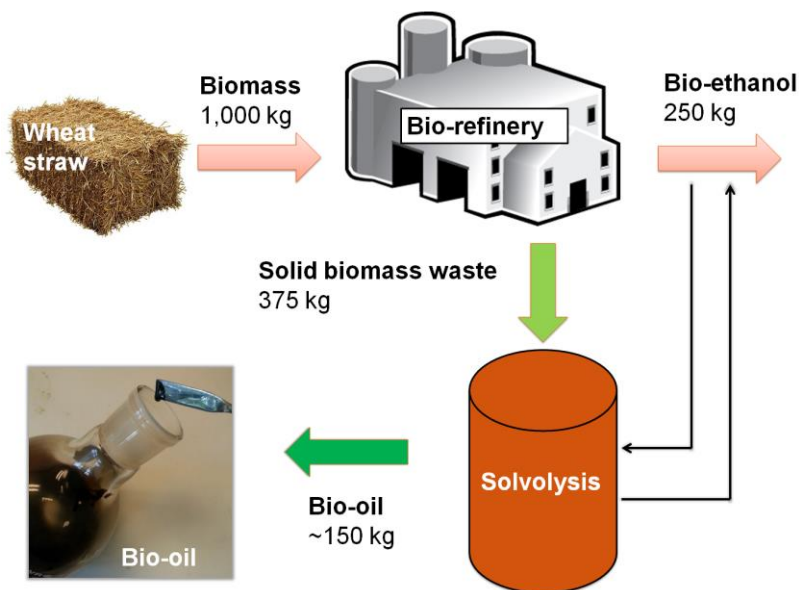 Wheat
straw
Biomass
1,000 kg
Bio-refinery
Bio-ethanol
250 kg
Solid biomass waste
375 kg
Solvolysis
Bio-oil
~150 kg
Bio-oil